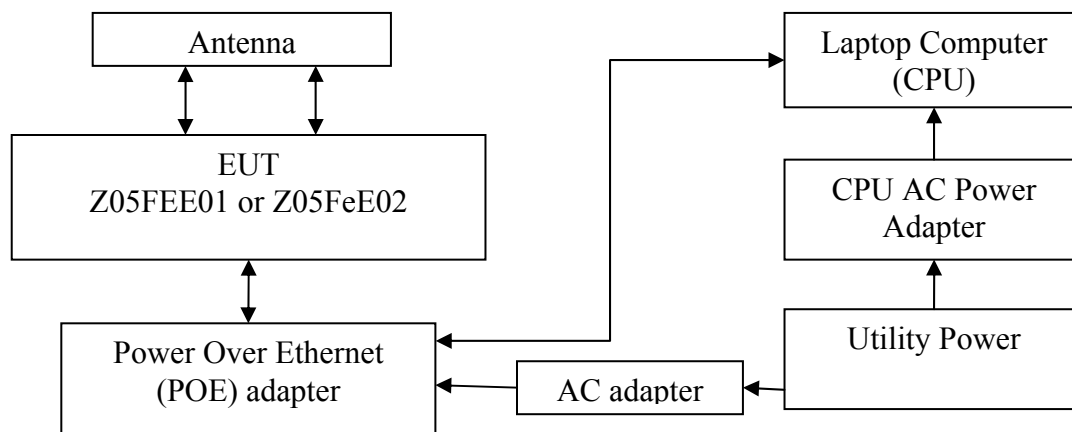 Antenna
EUT
Z05FEE01 or Z05FeE02
Power Over Ethernet
(POE) adapter
AC adapter
Laptop Computer
(CPU)
CPU AC Power
Adapter
Utility Power